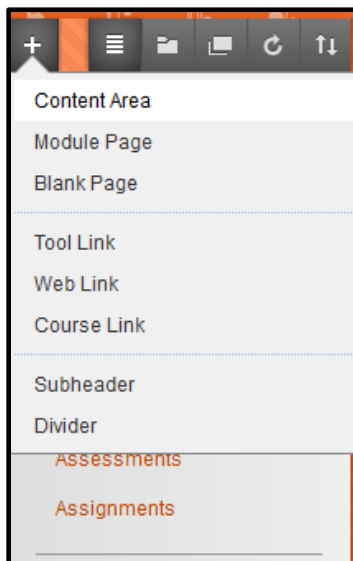 Content Area
Module Page
Blank Page
Tool Link
Web Link
Course Link
Subheader
Divider
Assessments
Assignments